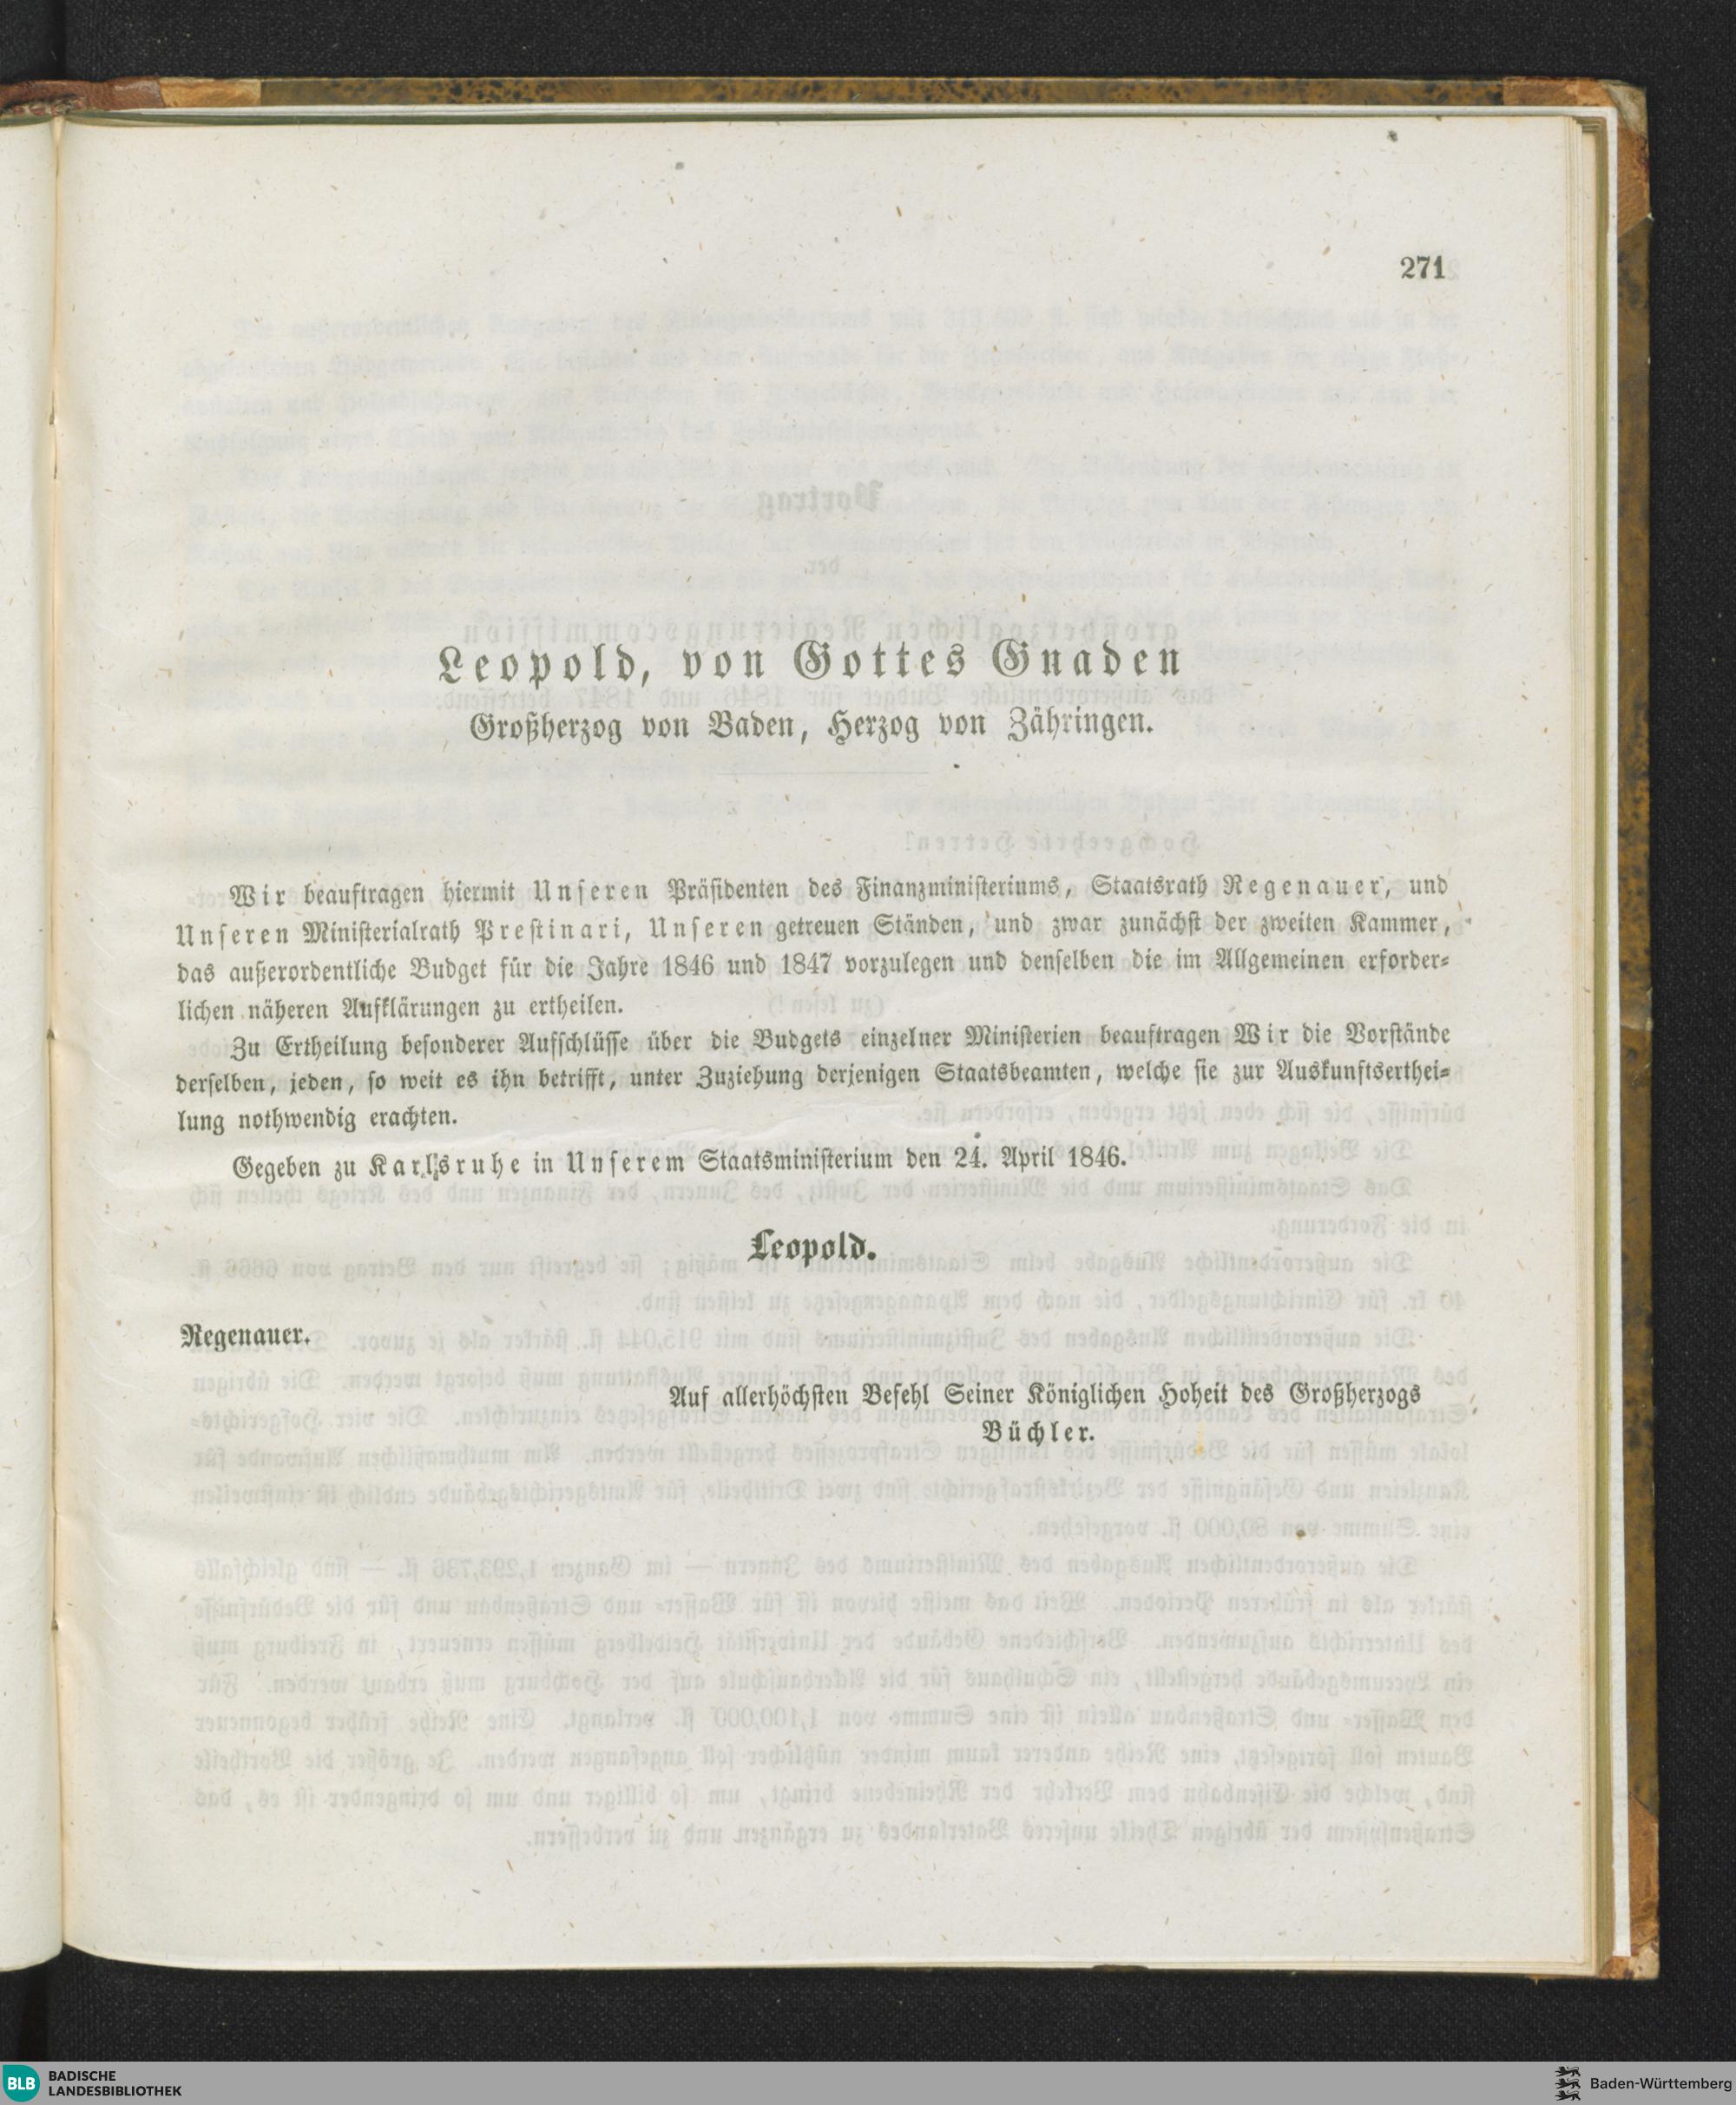 271
Leopold, von Gottes Gnaden
Großherzog von Baden, Herzog von Zähringen.
Wir beauftragen hiermit Unseren Präsidenten des Finanzministeriums, Staatsrath Regenauer, und
Unseren Ministerialrath Prestinari, Unseren getreuen Ständen, und zwar zunächst der zweiten Kammer,
das außerordentliche Budget für die Jahre 1846 und 1847 vorzulegen und denselben die im Allgemeinen erforder-
lichen näheren Aufklärungen zu ertheilen.
Zu Ertheilung besonderer Aufschlüsse über die Budgets einzelner Ministerien beauftragen Wir die Vorstände
derselben, jeden, so weit es ihn betrifft, unter Zuziehung derjenigen Staatsbeamten, welche sie zur Auskunftserthei-
lung nothwendig erachten.
Gegeben zu Karlsruhe in Unserem Staatsministerium den 24. April 1846.
Leopold.
Regenauer.
Auf allerhöchsten Befehl Seiner Königlichen Hoheit des Großherzogs
Büchler.
BLB BADISCHE
LANDESBIBLIOTHEK
Baden-Württemberg